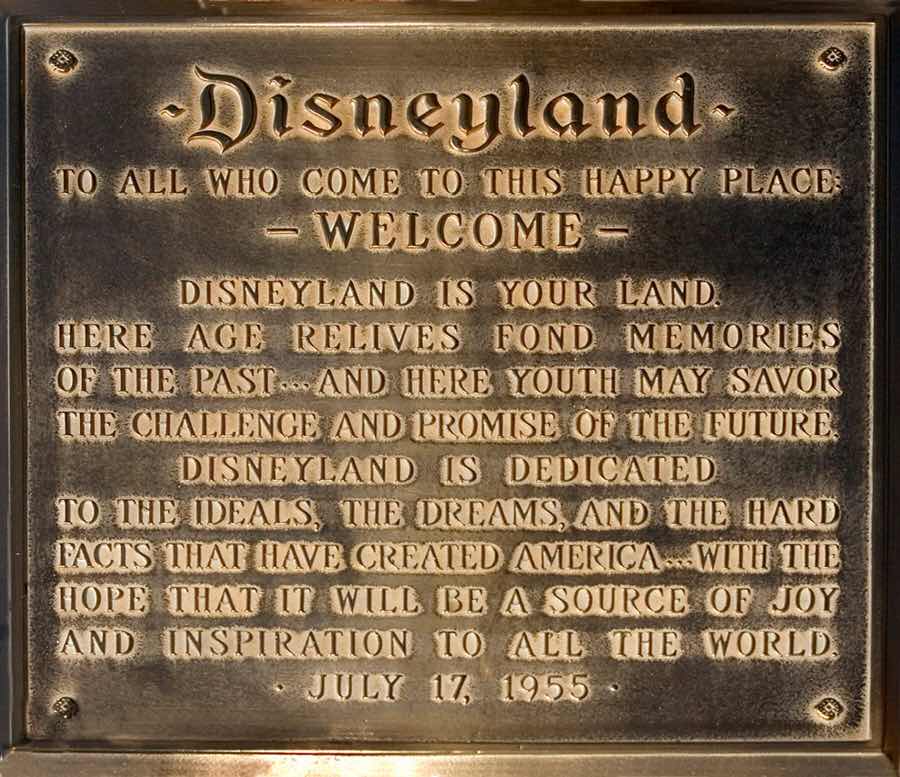 -Disneyland-
TO ALL WHO COME TO THIS HAPPY PLACE:
– WELCOME –
DISNEYLAND IS YOUR LAND.
HERE AGE RELIVES FOND MEMORIES
OF THE PAST...AND HERE YOUTH MAY SAVOR
THE CHALLENGE AND PROMISE OF THE FUTURE.
DISNEYLAND IS DEDICATED
TO THE IDEALS, THE DREAMS, AND THE HARD
FACTS THAT HAVE CREATED AMERICA...WITH THE
HOPE THAT IT WILL BE A SOURCE OF JOY
AND INSPIRATION TO ALL THE WORLD.
· JULY 17, 1955 ·